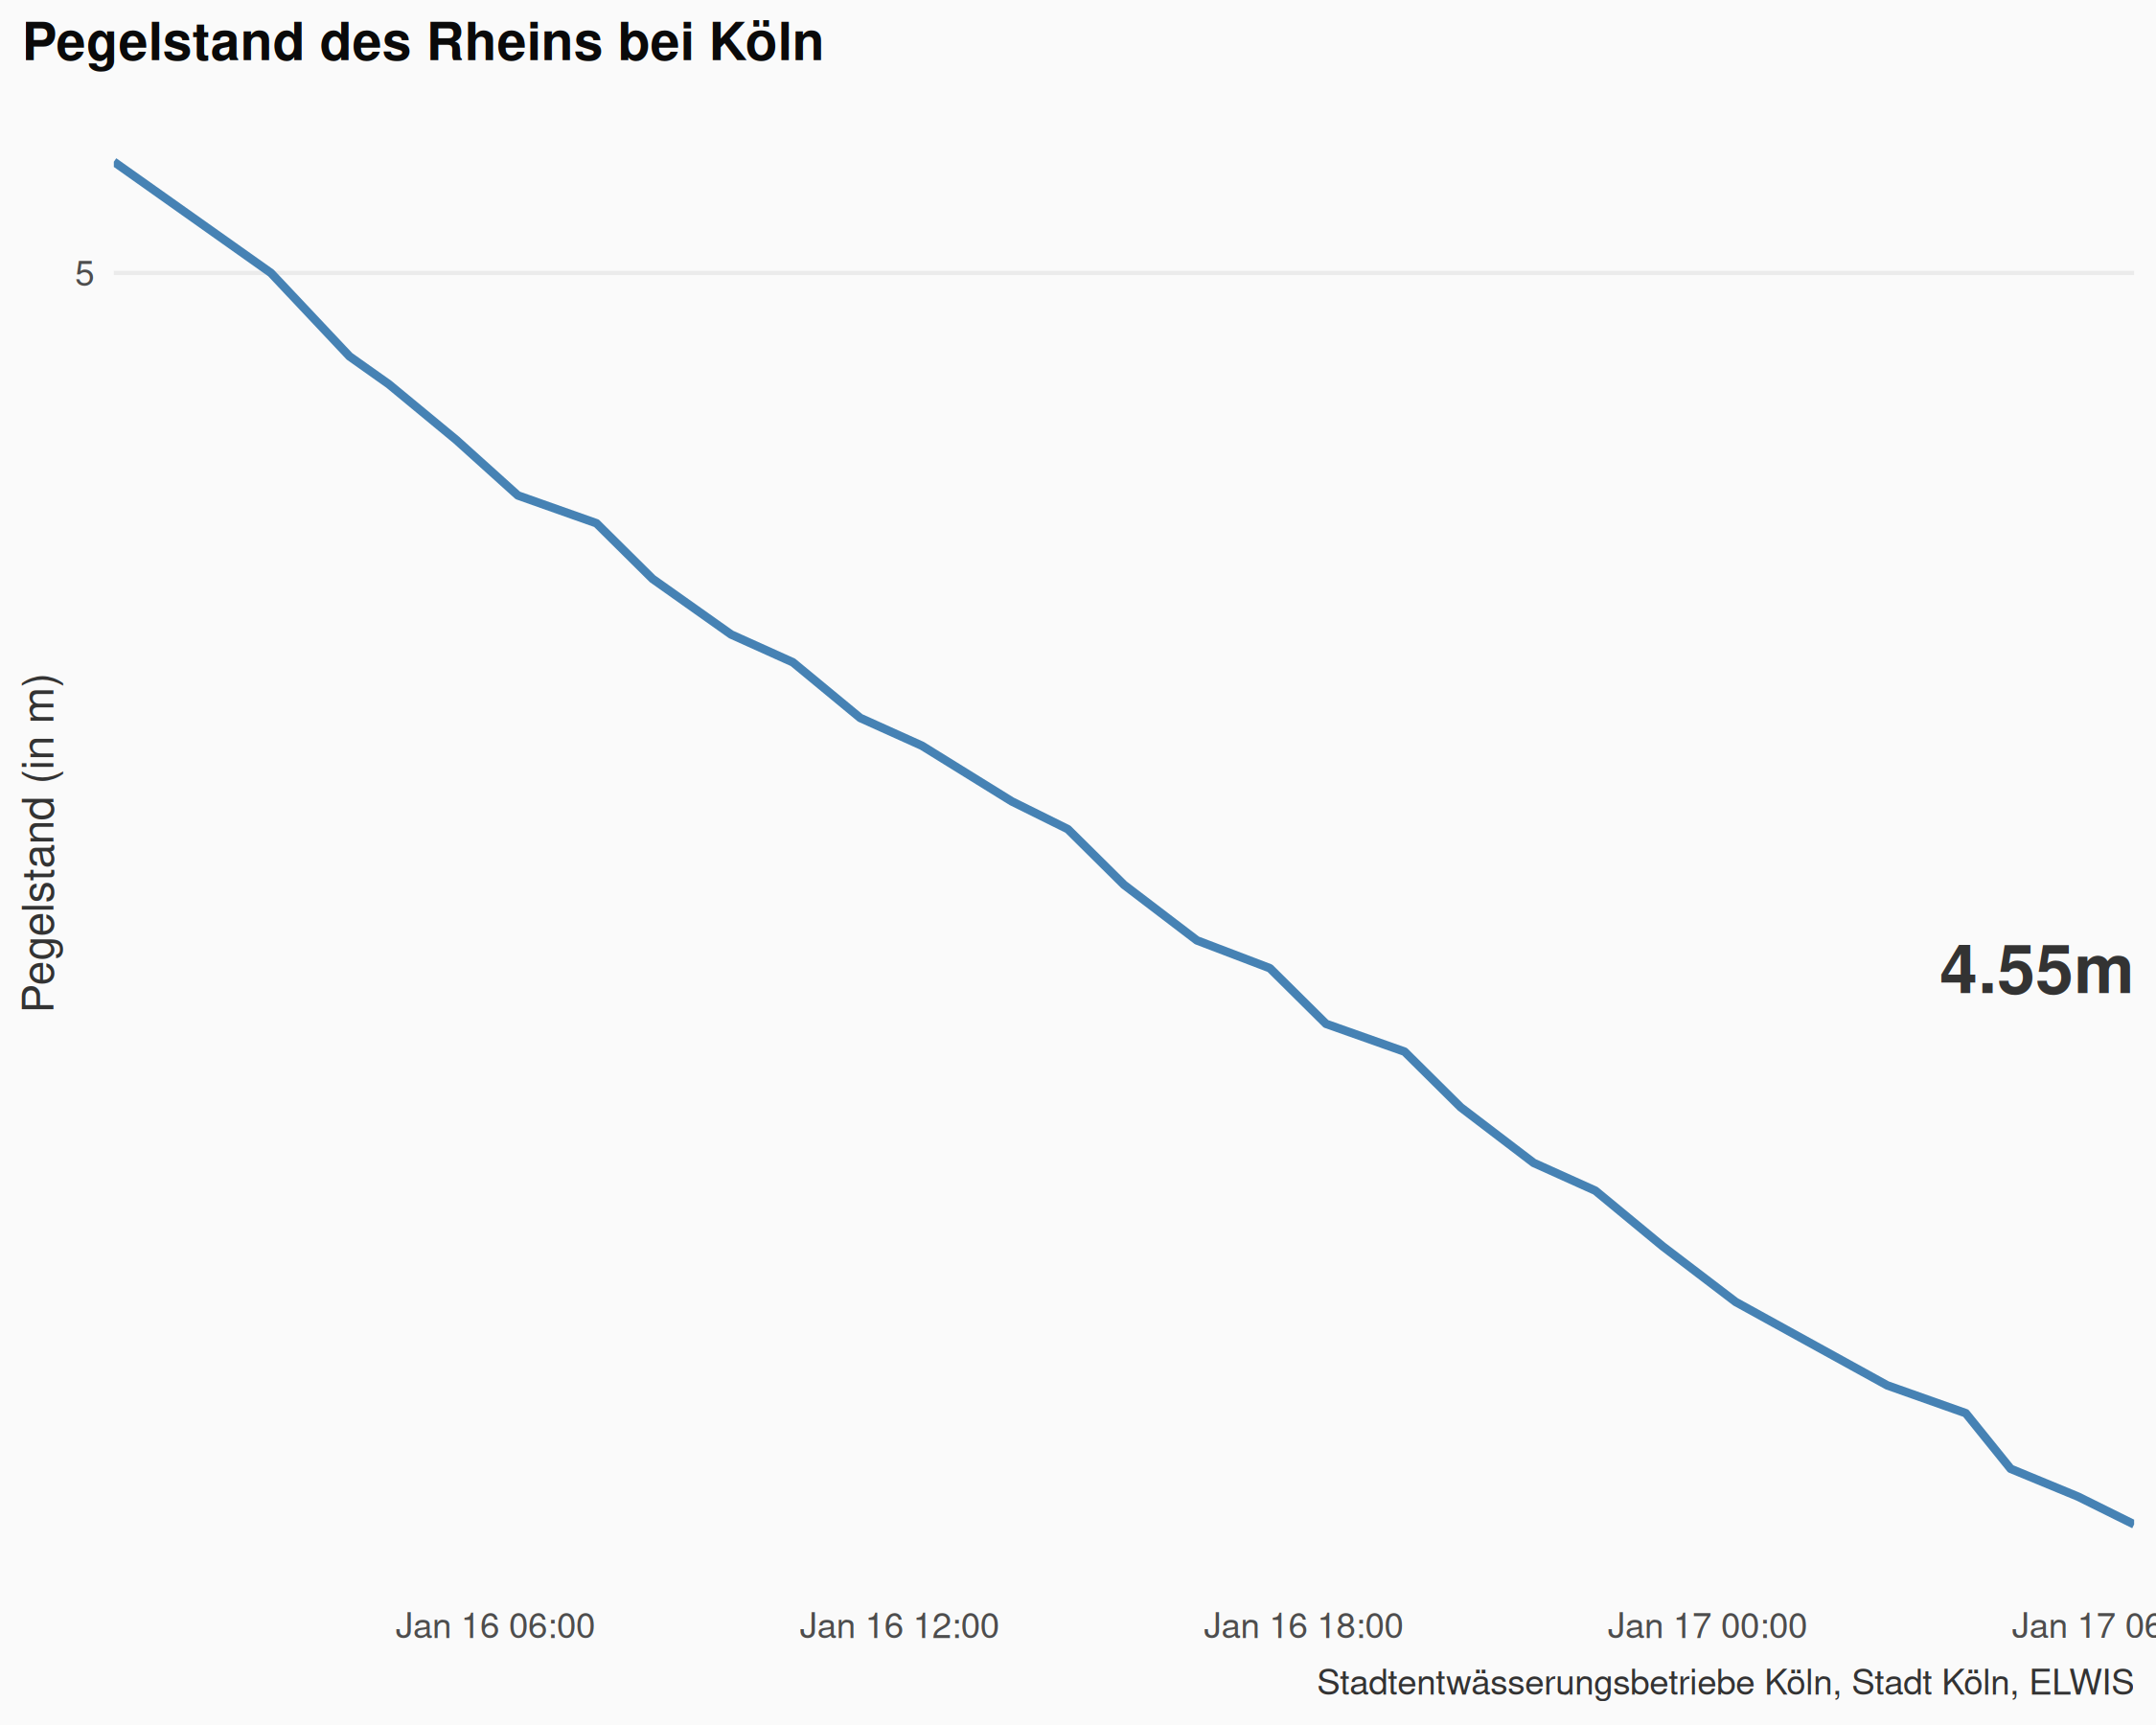 Pegelstand des Rheins bei Köln
5
Pegelstand (in m)
4.55m
Jan 16 06:00 Jan 16 12:00 Jan 16 18:00 Jan 17 00:00 Jan 17 06
Stadtentwässerungsbetriebe Köln, Stadt Köln, ELWIS